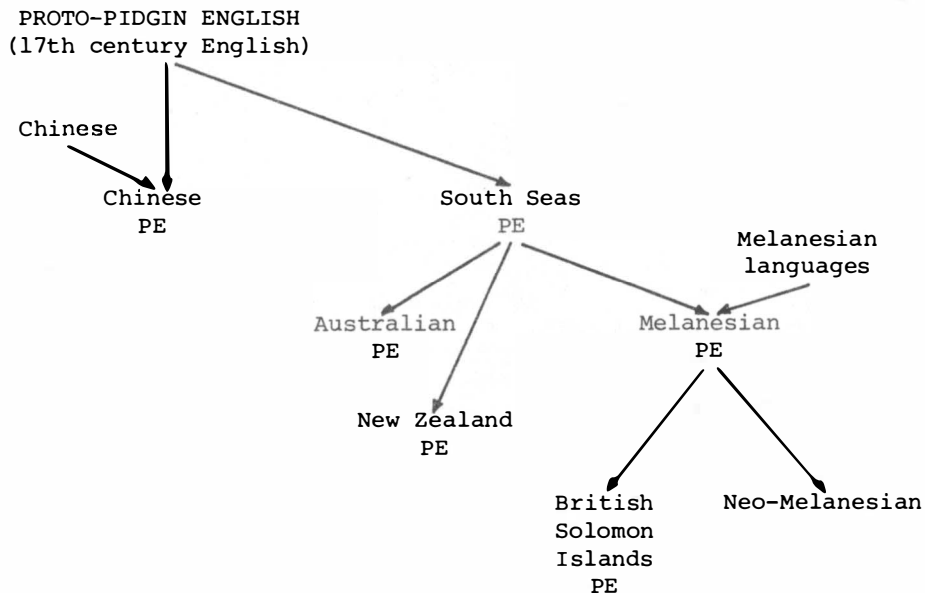 PROTO-PIDGIN ENGLISH
(17th century English)
Chinese
Chinese
PE
South Seas
PE
Melanesian
languages
Australian
PE
Melanesian
PE
New Zealand
PE
British
Solomon
Islands
PE
Neo-Melanesian